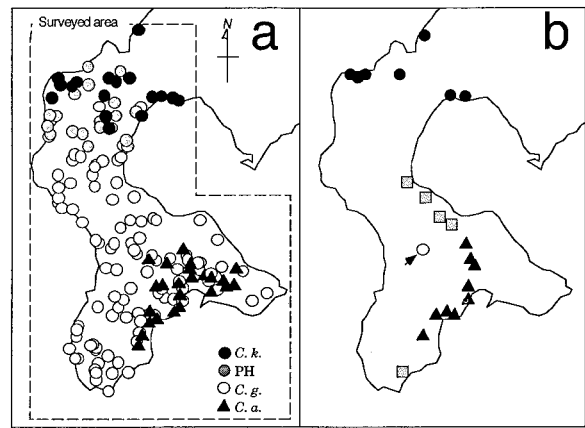 Surveyed area
a
N
C. k.
PH
C. g.
C. a.
b